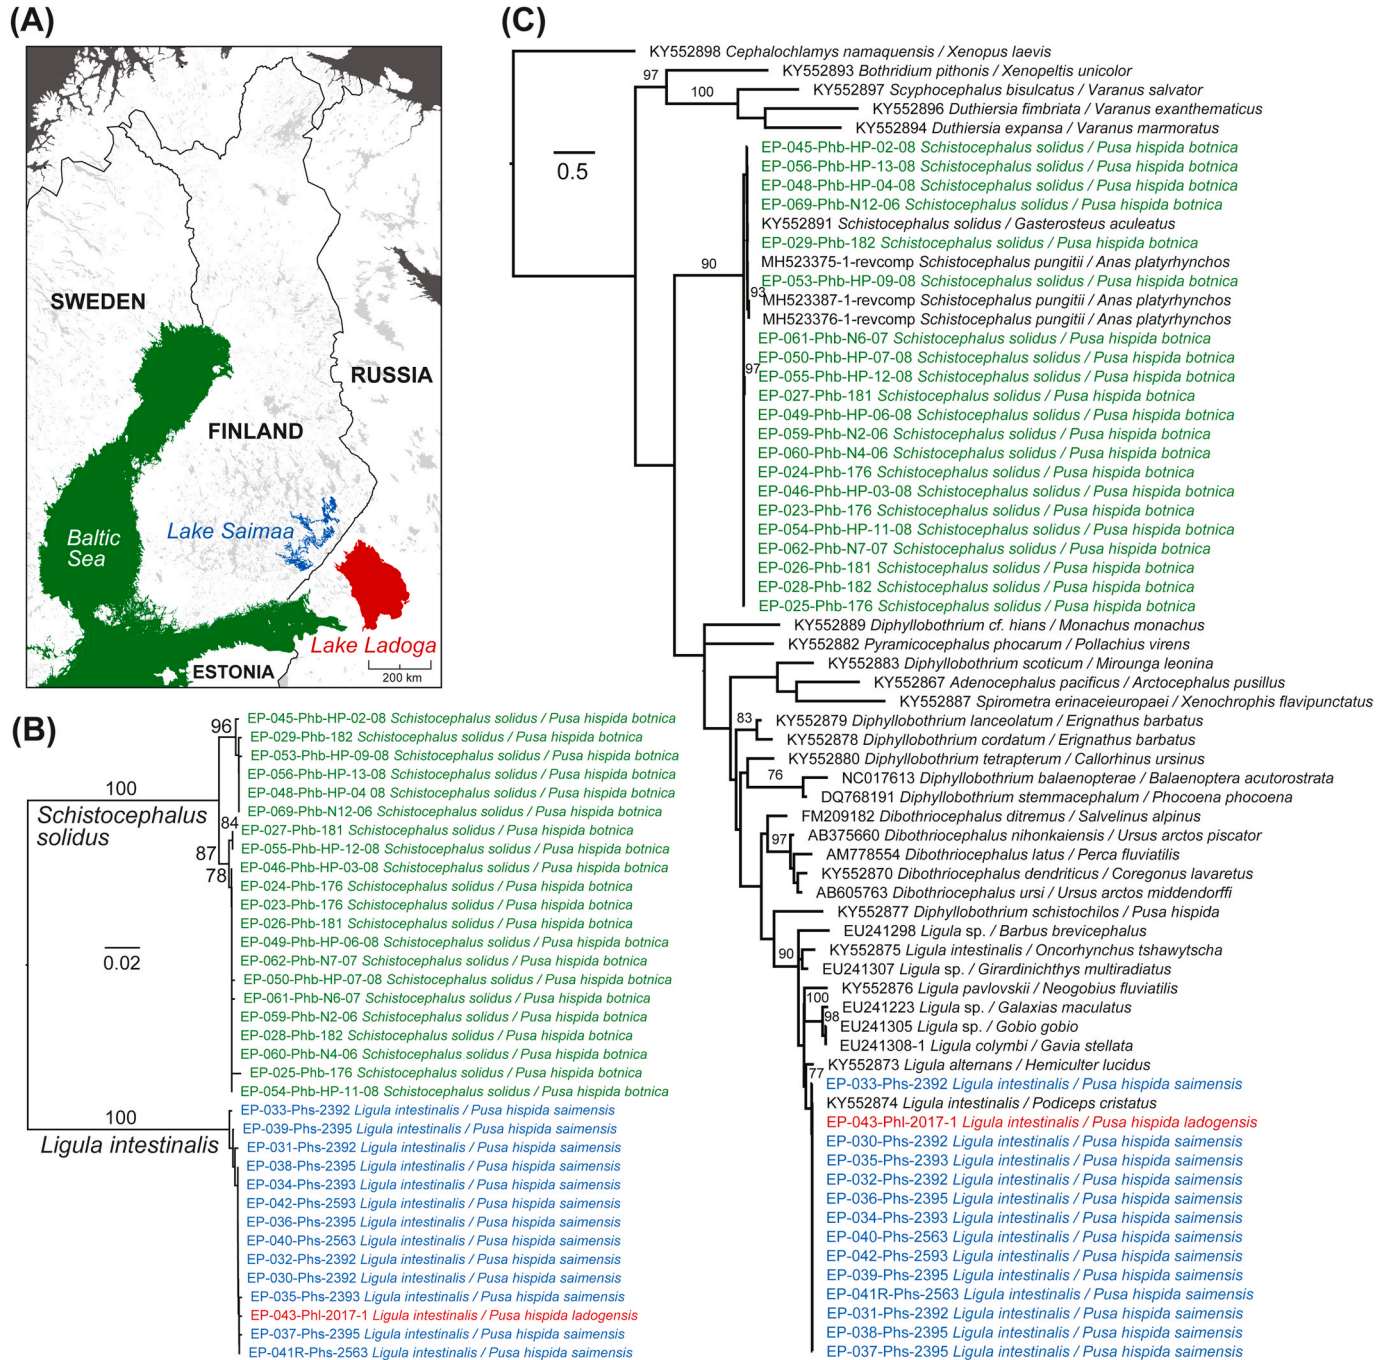 (A)
SWEDEN
RUSSIA
FINLAND
Baltic
Sea
Lake Saimaa
Lake Ladoga
ESTONIA
200 km
(B)
EP-045-Phb-HP-02-08 Schistocephalus solidus / Pusa hispida botnica
96
EP-029-Phb-182 Schistocephalus solidus / Pusa hispida botnica
EP-053-Phb-HP-09-08 Schistocephalus solidus / Pusa hispida botnica
EP-056-Phb-HP-13-08 Schistocephalus solidus / Pusa hispida botnica
100
EP-048-Phb-HP-04 08 Schistocephalus solidus / Pusa hispida botnica
Schistocephalus
solidus
EP-069-Phb-N12-06 Schistocephalus solidus / Pusa hispida botnica
84
EP-027-Phb-181 Schistocephalus solidus / Pusa hispida botnica
87
EP-055-Phb-HP-12-08 Schistocephalus solidus / Pusa hispida botnica
EP-046-Phb-HP-03-08 Schistocephalus solidus / Pusa hispida botnica
78
EP-024-Phb-176 Schistocephalus solidus / Pusa hispida botnica
EP-023-Phb-176 Schistocephalus solidus / Pusa hispida botnica
EP-026-Phb-181 Schistocephalus solidus / Pusa hispida botnica
EP-049-Phb-HP-06-08 Schistocephalus solidus / Pusa hispida botnica
0.02
EP-062-Phb-N7-07 Schistocephalus solidus / Pusa hispida botnica
EP-050-Phb-HP-07-08 Schistocephalus solidus / Pusa hispida botnica
EP-061-Phb-N6-07 Schistocephalus solidus / Pusa hispida botnica
EP-059-Phb-N2-06 Schistocephalus solidus / Pusa hispida botnica
EP-028-Phb-182 Schistocephalus solidus / Pusa hispida botnica
EP-060-Phb-N4-06 Schistocephalus solidus / Pusa hispida botnica
EP-025-Phb-176 Schistocephalus solidus / Pusa hispida botnica
EP-054-Phb-HP-11-08 Schistocephalus solidus / Pusa hispida botnica
100
Ligula intestinalis
EP-033-Phs-2392 Ligula intestinalis / Pusa hispida saimensis
EP-039-Phs-2395 Ligula intestinalis / Pusa hispida saimensis
EP-031-Phs-2392 Ligula intestinalis / Pusa hispida saimensis
EP-038-Phs-2395 Ligula intestinalis / Pusa hispida saimensis
EP-034-Phs-2393 Ligula intestinalis / Pusa hispida saimensis
EP-042-Phs-2593 Ligula intestinalis / Pusa hispida saimensis
EP-036-Phs-2395 Ligula intestinalis / Pusa hispida saimensis
EP-040-Phs-2563 Ligula intestinalis / Pusa hispida saimensis
EP-032-Phs-2392 Ligula intestinalis / Pusa hispida saimensis
EP-030-Phs-2392 Ligula intestinalis / Pusa hispida saimensis
EP-035-Phs-2393 Ligula intestinalis / Pusa hispida saimensis
EP-043-Phl-2017-1 Ligula intestinalis / Pusa hispida ladogensis
EP-037-Phs-2395 Ligula intestinalis / Pusa hispida saimensis
EP-041R-Phs-2563 Ligula intestinalis / Pusa hispida saimensis
(C)
KY552898 Cephalochlamys namaquensis / Xenopus laevis
97
KY552893 Bothridium pithonis / Xenopeltis unicolor
100
KY552897 Scyphocephalus bisulcatus / Varanus salvator
KY552896 Duthiersia fimbriata / Varanus exanthematicus
KY552894 Duthiersia expansa / Varanus marmoratus
0.5
EP-045-Phb-HP-02-08 Schistocephalus solidus / Pusa hispida botnica
EP-056-Phb-HP-13-08 Schistocephalus solidus / Pusa hispida botnica
EP-048-Phb-HP-04-08 Schistocephalus solidus / Pusa hispida botnica
EP-069-Phb-N12-06 Schistocephalus solidus / Pusa hispida botnica
KY552891 Schistocephalus solidus / Gasterosteus aculeatus
EP-029-Phb-182 Schistocephalus solidus / Pusa hispida botnica
90
MH523375-1-revcomp Schistocephalus pungitii / Anas platyrhynchos
EP-053-Phb-HP-09-08 Schistocephalus solidus / Pusa hispida botnica
93
MH523387-1-revcomp Schistocephalus pungitii / Anas platyrhynchos
MH523376-1-revcomp Schistocephalus pungitii / Anas platyrhynchos
EP-061-Phb-N6-07 Schistocephalus solidus / Pusa hispida botnica
EP-050-Phb-HP-07-08 Schistocephalus solidus / Pusa hispida botnica
97
EP-055-Phb-HP-12-08 Schistocephalus solidus / Pusa hispida botnica
EP-027-Phb-181 Schistocephalus solidus / Pusa hispida botnica
EP-049-Phb-HP-06-08 Schistocephalus solidus / Pusa hispida botnica
EP-059-Phb-N2-06 Schistocephalus solidus / Pusa hispida botnica
EP-060-Phb-N4-06 Schistocephalus solidus / Pusa hispida botnica
EP-024-Phb-176 Schistocephalus solidus / Pusa hispida botnica
EP-046-Phb-HP-03-08 Schistocephalus solidus / Pusa hispida botnica
EP-023-Phb-176 Schistocephalus solidus / Pusa hispida botnica
EP-054-Phb-HP-11-08 Schistocephalus solidus / Pusa hispida botnica
EP-062-Phb-N7-07 Schistocephalus solidus / Pusa hispida botnica
EP-026-Phb-181 Schistocephalus solidus / Pusa hispida botnica
EP-028-Phb-182 Schistocephalus solidus / Pusa hispida botnica
EP-025-Phb-176 Schistocephalus solidus / Pusa hispida botnica
KY552889 Diphyllobothrium cf. hians / Monachus monachus
KY552882 Pyramicocephalus phocarum / Pollachius virens
KY552883 Diphyllobothrium scoticum / Mirounga leonina
KY552867 Adenocephalus pacificus / Arctocephalus pusillus
KY552887 Spirometra erinaceieuropaei / Xenochrophis flavipunctatus
83
KY552879 Diphyllobothrium lanceolatum / Erignathus barbatus
KY552878 Diphyllobothrium cordatum / Erignathus barbatus
KY552880 Diphyllobothrium tetrapterum / Callorhinus ursinus
76
NC017613 Diphyllobothrium balaenopterae / Balaenoptera acutorostrata
DQ768191 Diphyllobothrium stemmacephalum / Phocoena phocoena
FM209182 Dibothriocephalus ditremus / Salvelinus alpinus
97
AB375660 Dibothriocephalus nihonkaiensis / Ursus arctos piscator
AM778554 Dibothriocephalus latus / Perca fluviatilis
KY552870 Dibothriocephalus dendriticus / Coregonus lavaretus
AB605763 Dibothriocephalus ursi / Ursus arctos middendorffi
KY552877 Diphyllobothrium schistochilos / Pusa hispida
EU241298 Ligula sp. / Barbus brevicephalus
90
KY552875 Ligula intestinalis / Oncorhynchus tshawytscha
EU241307 Ligula sp. / Girardinichthys multiradiatus
KY552876 Ligula pavlovskii / Neogobius fluviatilis
100
EU241223 Ligula sp. / Galaxias maculatus
98
EU241305 Ligula sp. / Gobio gobio
EU241308-1 Ligula colymbi / Gavia stellata
KY552873 Ligula alternans / Hemiculter lucidus
77
EP-033-Phs-2392 Ligula intestinalis / Pusa hispida saimensis
KY552874 Ligula intestinalis / Podiceps cristatus
EP-043-Phl-2017-1 Ligula intestinalis / Pusa hispida ladogensis
EP-030-Phs-2392 Ligula intestinalis / Pusa hispida saimensis
EP-035-Phs-2393 Ligula intestinalis / Pusa hispida saimensis
EP-032-Phs-2392 Ligula intestinalis / Pusa hispida saimensis
EP-036-Phs-2395 Ligula intestinalis / Pusa hispida saimensis
EP-034-Phs-2393 Ligula intestinalis / Pusa hispida saimensis
EP-040-Phs-2563 Ligula intestinalis / Pusa hispida saimensis
EP-042-Phs-2593 Ligula intestinalis / Pusa hispida saimensis
EP-039-Phs-2395 Ligula intestinalis / Pusa hispida saimensis
EP-041R-Phs-2563 Ligula intestinalis / Pusa hispida saimensis
EP-031-Phs-2392 Ligula intestinalis / Pusa hispida saimensis
EP-038-Phs-2395 Ligula intestinalis / Pusa hispida saimensis
EP-037-Phs-2395 Ligula intestinalis / Pusa hispida saimensis